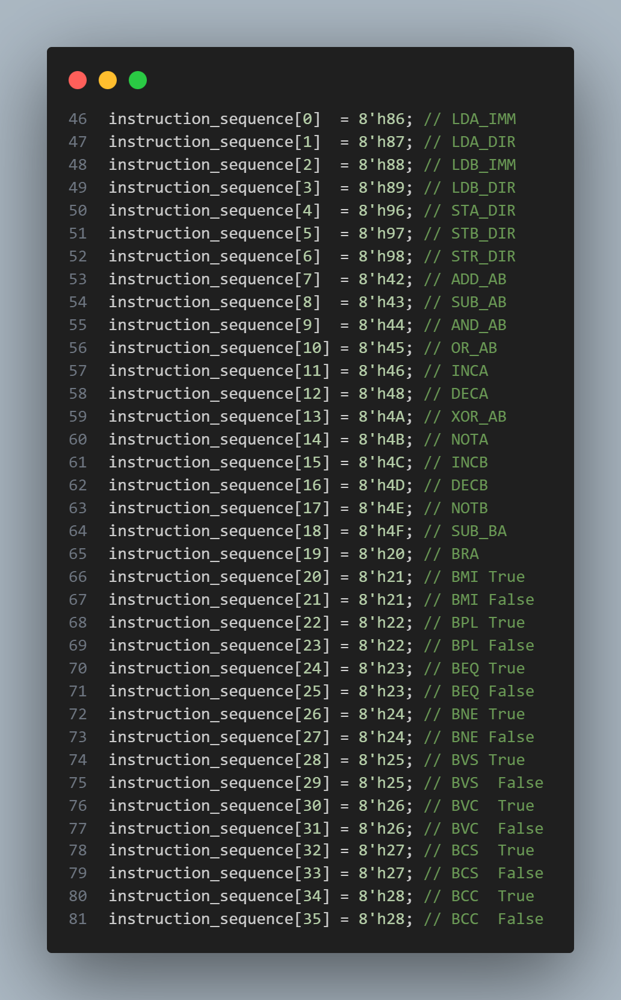 46 instruction_sequence[0]  = 8'h86; // LDA_IMM
47 instruction_sequence[1]  = 8'h87; // LDA_DIR
48 instruction_sequence[2]  = 8'h88; // LDB_IMM
49 instruction_sequence[3]  = 8'h89; // LDB_DIR
50 instruction_sequence[4]  = 8'h96; // STA_DIR
51 instruction_sequence[5]  = 8'h97; // STB_DIR
52 instruction_sequence[6]  = 8'h98; // STR_DIR
53 instruction_sequence[7]  = 8'h42; // ADD_AB
54 instruction_sequence[8]  = 8'h43; // SUB_AB
55 instruction_sequence[9]  = 8'h44; // AND_AB
56 instruction_sequence[10] = 8'h45; // OR_AB
57 instruction_sequence[11] = 8'h46; // INCA
58 instruction_sequence[12] = 8'h48; // DECA
59 instruction_sequence[13] = 8'h4A; // XOR_AB
60 instruction_sequence[14] = 8'h4B; // NOTA
61 instruction_sequence[15] = 8'h4C; // INCB
62 instruction_sequence[16] = 8'h4D; // DECB
63 instruction_sequence[17] = 8'h4E; // NOTB
64 instruction_sequence[18] = 8'h4F; // SUB_BA
65 instruction_sequence[19] = 8'h20; // BRA
66 instruction_sequence[20] = 8'h21; // BMI True
67 instruction_sequence[21] = 8'h21; // BMI False
68 instruction_sequence[22] = 8'h22; // BPL True
69 instruction_sequence[23] = 8'h22; // BPL False
70 instruction_sequence[24] = 8'h23; // BEQ True
71 instruction_sequence[25] = 8'h23; // BEQ False
72 instruction_sequence[26] = 8'h24; // BNE True
73 instruction_sequence[27] = 8'h24; // BNE False
74 instruction_sequence[28] = 8'h25; // BVS True
75 instruction_sequence[29] = 8'h25; // BVS  False
76 instruction_sequence[30] = 8'h26; // BVC  True
77 instruction_sequence[31] = 8'h26; // BVC  False
78 instruction_sequence[32] = 8'h27; // BCS  True
79 instruction_sequence[33] = 8'h27; // BCS  False
80 instruction_sequence[34] = 8'h28; // BCC  True
81 instruction_sequence[35] = 8'h28; // BCC  False